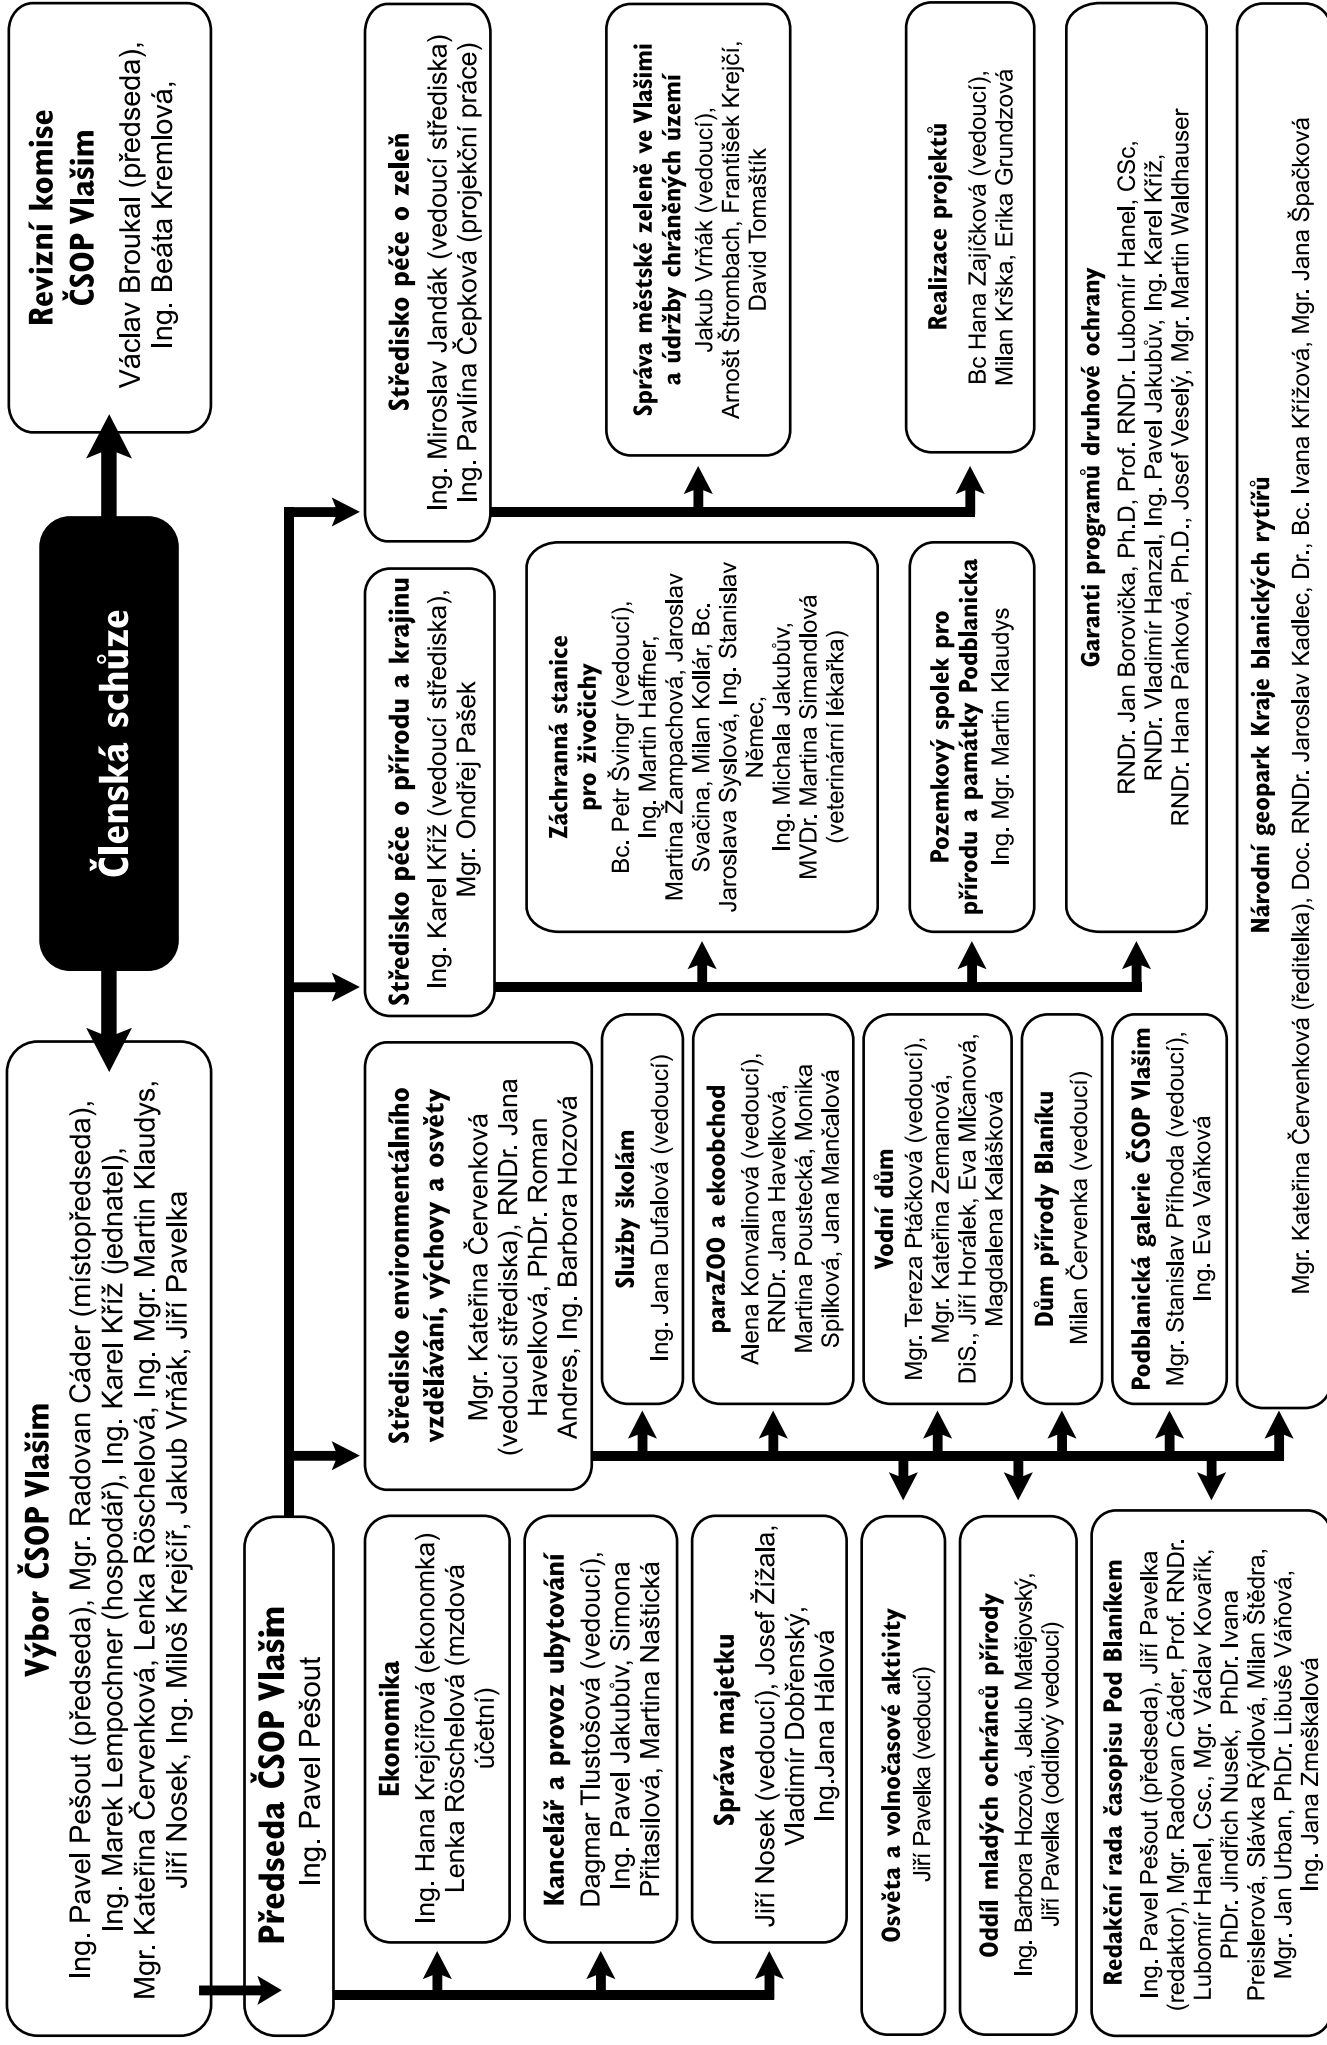 Členská schůze
Výbor ČSOP Vlašim
Ing. Pavel Pešout (předseda), Mgr. Radovan Cáder (místopředseda),
Ing. Marek Lempochner (hospodář), Ing. Karel Kříž (jednatel),
Mgr. Kateřina Červenková, Lenka Röschelová, Ing. Mgr. Martin Klaudys,
Jiří Nosek, Ing. Miloš Krejčíř, Jakub Vrňák, Jiří Pavelka
Revizní komise
ČSOP Vlašim
Václav Broukal (předseda),
Ing. Beáta Kremlová,
Předseda ČSOP Vlašim
Ing. Pavel Pešout
Ekonomika
Ing. Hana Krejčířová (ekonomka)
Lenka Röschelová (mzdová
účetní)
Kancelář a provoz ubytování
Dagmar Tlustošová (vedoucí),
Ing. Pavel Jakubův, Simona
Přitasilová, Martina Naštická
Správa majetku
Jiří Nosek (vedoucí), Josef Žížala,
Vladimír Dobřenský,
Ing.Jana Hálová
Středisko environmentálního
vzdělávání, výchovy a osvěty
Mgr. Kateřina Červenková
(vedoucí střediska), RNDr. Jana
Havelková, PhDr. Roman
Andres, Ing. Barbora Hozová
Osvěta a volnočasové aktivity
Jiří Pavelka (vedoucí)
Oddíl mladých ochránců přírody
Ing. Barbora Hozová, Jakub Matějovský,
Jiří Pavelka (oddílový vedoucí)
Redakční rada časopisu Pod Blaníkem
Ing. Pavel Pešout (předseda), Jiří Pavelka
(redaktor), Mgr. Radovan Cáder, Prof. RNDr.
Lubomír Hanel, Csc., Mgr. Václav Kovařík,
PhDr. Jindřich Nusek, PhDr. Ivana
Preislerová, Slávka Rýdlová, Milan Štědra,
Mgr. Jan Urban, PhDr. Libuše Váňová,
Ing. Jana Zmeškalová
Služby školám
Ing. Jana Dufalová (vedoucí)
paraZOO a ekoobchod
Alena Konvalinová (vedoucí),
RNDr. Jana Havelková,
Martina Poustecká, Monika
Spilková, Jana Mančalová
Vodní dům
Mgr. Tereza Ptáčková (vedoucí),
Mgr. Kateřina Zemanová,
DiS., Jiří Horálek, Eva Mlčanová,
Magdalena Kalášková
Dům přírody Blaníku
Milan Červenka (vedoucí)
Podblanická galerie ČSOP Vlašim
Mgr. Stanislav Příhoda (vedoucí),
Ing. Eva Vaňková
Národní geopark Kraje blanických rytířů
Mgr. Kateřina Červenková (ředitelka), Doc. RNDr. Jaroslav Kadlec, Dr., Bc. Ivana Křížová, Mgr. Jana Špačková
Středisko péče o přírodu a krajinu
Ing. Karel Kříž (vedoucí střediska),
Mgr. Ondřej Pašek
Záchranná stanice
pro živočichy
Bc. Petr Švingr (vedoucí),
Ing. Martin Haffner,
Martina Žampachová, Jaroslav
Svačina, Milan Kollár, Bc.
Jaroslava Syslová, Ing. Stanislav
Němec,
Ing. Michala Jakubův,
MVDr. Martina Simandlová
(veterinární lékařka)
Pozemkový spolek pro
přírodu a památky Podblanicka
Ing. Mgr. Martin Klaudys
Garanti programů druhové ochrany
RNDr. Jan Borovička, Ph.D, Prof. RNDr. Lubomír Hanel, CSc,
RNDr. Vladimír Hanzal, Ing. Pavel Jakubův, Ing. Karel Kříž,
RNDr. Hana Pánková, Ph.D., Josef Veselý, Mgr. Martin Waldhauser
Středisko péče o zeleň
Ing. Miroslav Jandák (vedoucí střediska)
Ing. Pavlína Čepková (projekční práce)
Správa městské zeleně ve Vlašimi
a údržby chráněných území
Jakub Vrňák (vedoucí),
Arnošt Štrombach, František Krejčí,
David Tomaštík
Realizace projektů
Bc Hana Zajíčková (vedoucí),
Milan Krška, Erika Grundzová